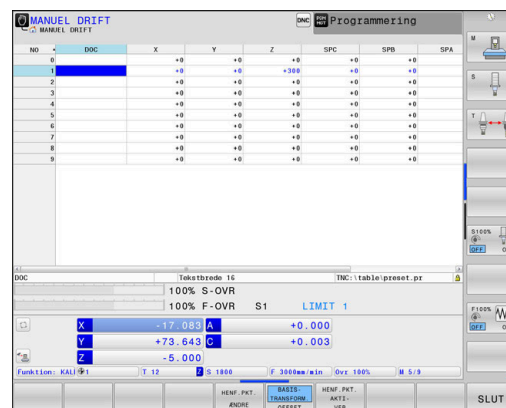 MANUEL DRIFT
MANUEL DRIFT
DNC
Programmering
NO DOC X Y Z SPC SPB SPA
0 +0 +0 +0 +0 +0
1 +0 +0 +300 +0 +0
2 +0 +0 +0 +0 +0
3 +0 +0 +0 +0 +0
4 +0 +0 +0 +0 +0
5 +0 +0 +0 +0 +0
6 +0 +0 +0 +0 +0
7 +0 +0 +0 +0 +0
8 +0 +0 +0 +0 +0
9 +0 +0 +0 +0 +0
DOC Tekstbrede 16 TNC:\table\preset.pr
100% S-OVR
100% F-OVR S1 LIMIT 1
X -17.083 A +0.000
Y +73.643 C +0.003
Z -5.000
Funktion: KALI 1 T 12 Z S 1800 F 3000mm/min Ovr 100% M 5/9
HENF.PKT.
ÆNDRE
BASIS-
TRANSFORM.
OFFSET
HENF.PKT.
AKTI-
VER
SLUT
M
S
T
S100%
OFF
F100%
OFF